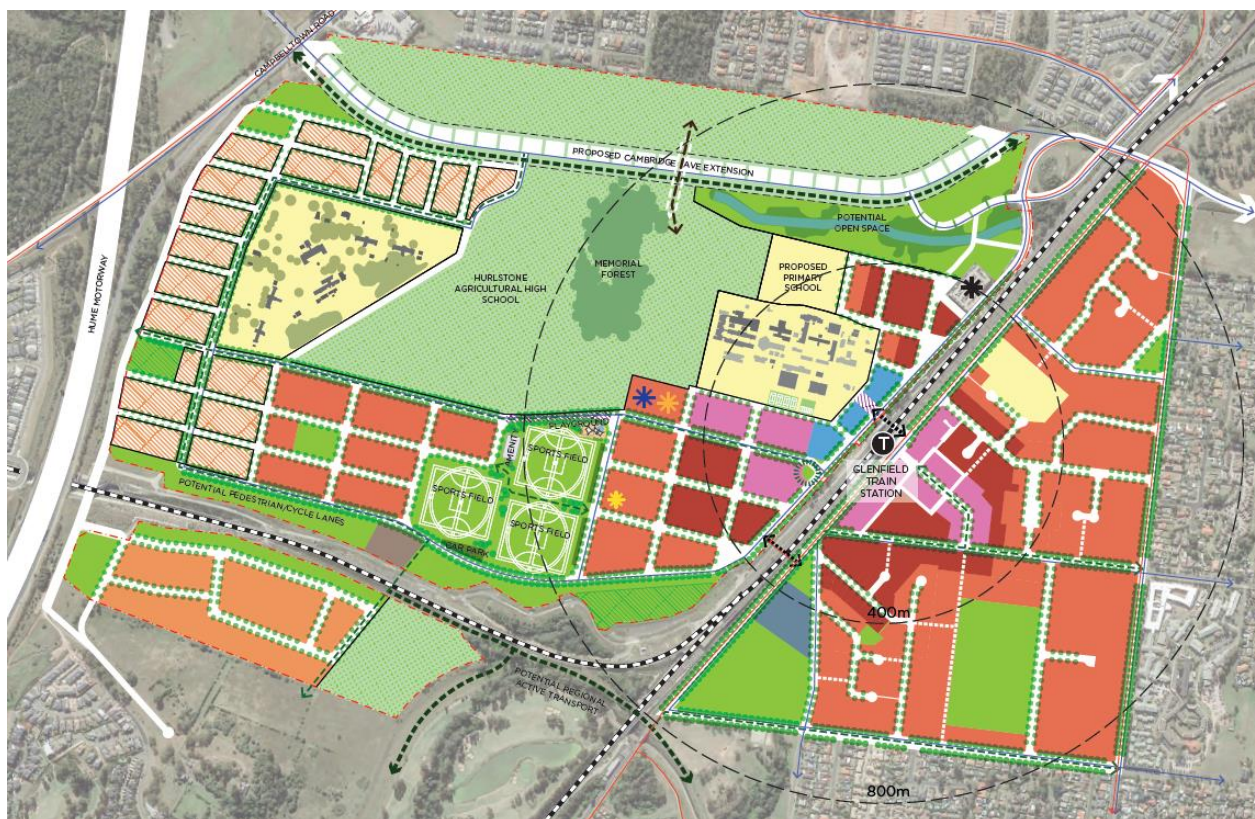 CAMPBELLTOWN ROAD
PROPOSED CAMBRIDGE AVE EXTENSION
POTENTIAL
OPEN SPACE
HUME MOTORWAY
HURLSTONE
AGRICULTURAL HIGH
SCHOOL
MEMORIAL
FOREST
PROPOSED
PRIMARY
SCHOOL
PLAYGROUND
AMENIT
SPORTS FIELD
SPORTS FIELD
SPORTS FIELD
CAR PARK
T
GLENFIELD
TRAIN
STATION
POTENTIAL PEDESTRIAN/CYCLE LANES
400m
POTENTIAL REGIONAL
ACTIVE TRANSPORT
800m